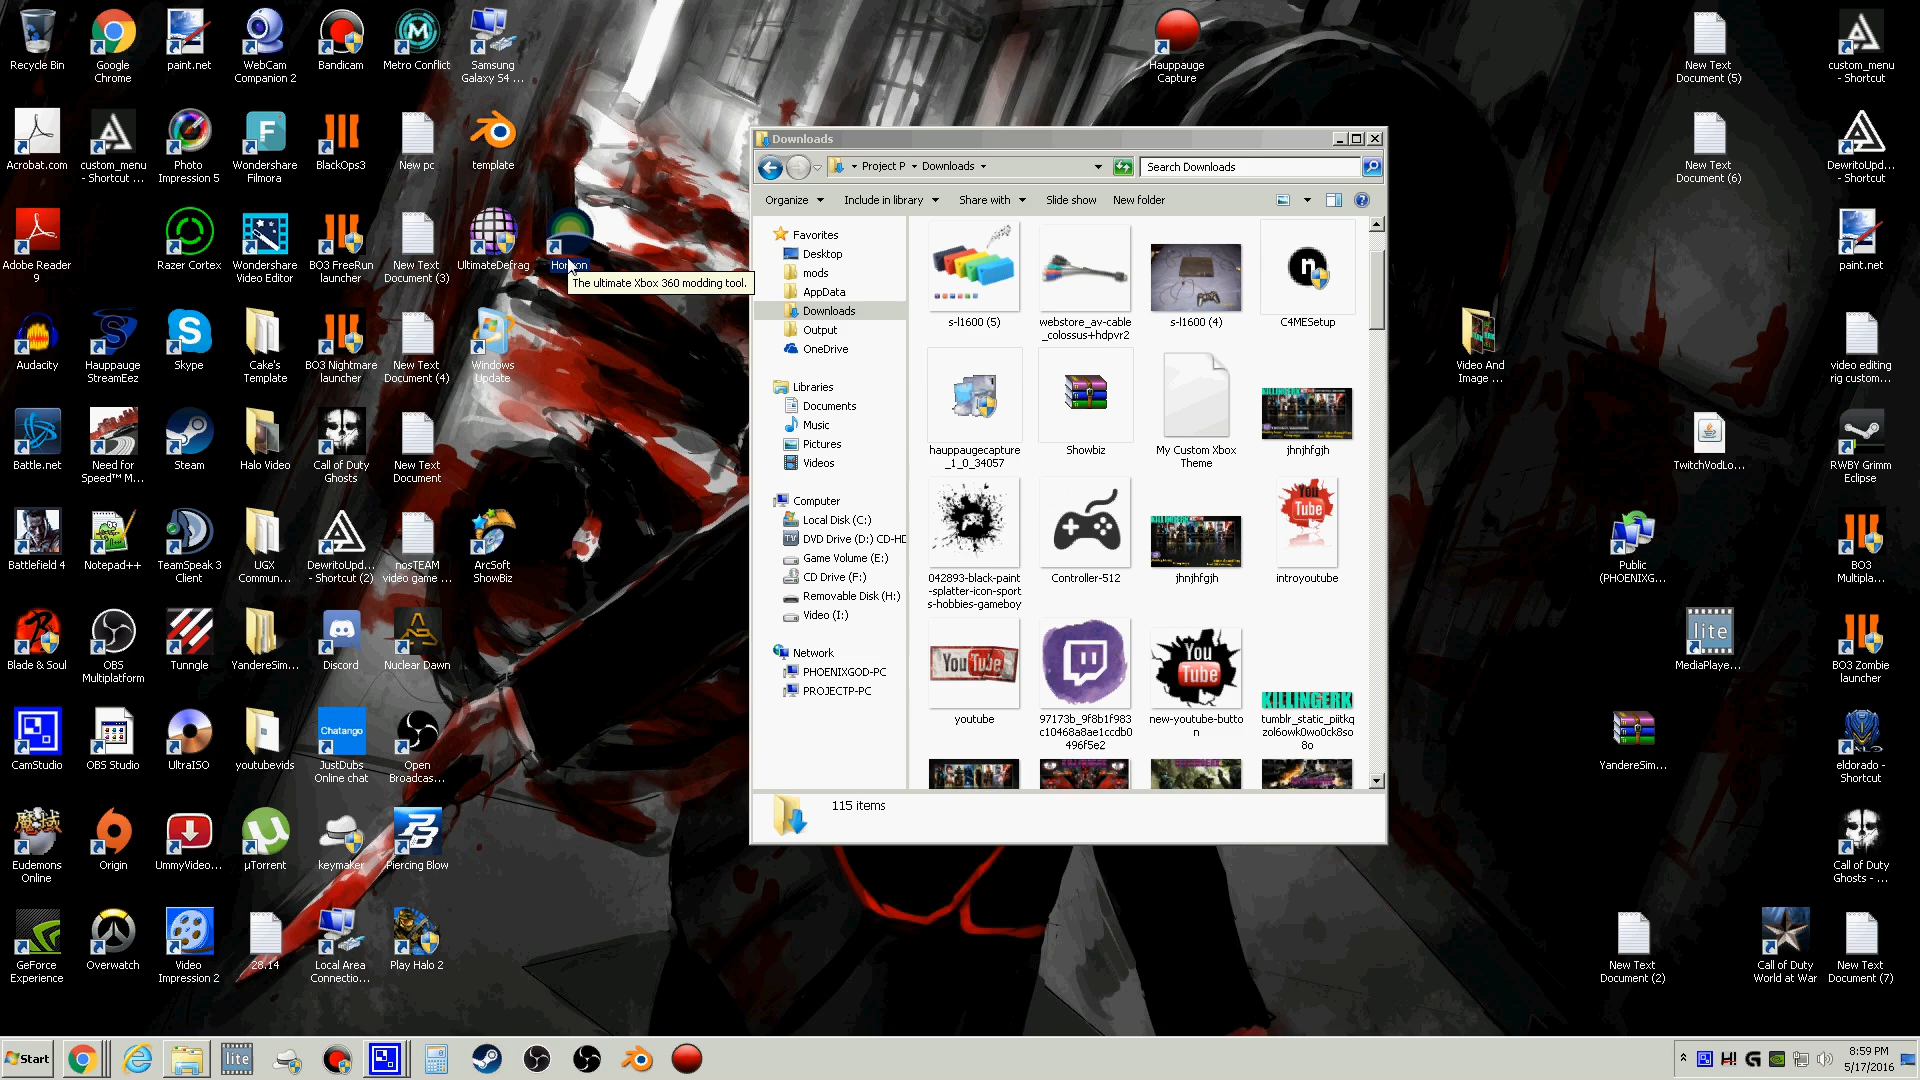 Recycle Bin
Google
Chrome
paint.net
WebCam
Companion 2
Bandicam
Metro Conflict
Samsung
Galaxy S4 ...
Hauppauge
Capture
New Text
Document (5)
custom_menu
- Shortcut
Acrobat.com
custom_menu
- Shortcut ...
Photo
Impression 5
Wondershare
Filmora
BlackOps3
New pc
template
New Text
Document (6)
DewritoUpd...
- Shortcut
Adobe Reader
9
Razer Cortex
Wondershare
Video Editor
BO3 FreeRun
launcher
New Text
Document (3)
UltimateDefrag
The ultimate Xbox 360 modding tool.
paint.net
Audacity
Hauppauge
StreamEez
Skype
Cake's
Template
BO3 Nightmare
launcher
New Text
Document (4)
Windows
Update
Video And
Image ...
video editing
rig custom...
Battle.net
Need for
Speed™ M...
Steam
Halo Video
Call of Duty
Ghosts
New Text
Document
TwitchVodLo...
RWBY Grimm
Eclipse
Battlefield 4
Notepad++
TeamSpeak 3
Client
UGX
Commun...
DewritoUpd...
- Shortcut (2)
nosTEAM
video game ...
ArcSoft
ShowBiz
Public
(PHOENIXG...
BO3
Multipla...
Blade & Soul
OBS
Multiplatform
Tunngle
YandereSim...
Discord
Nuclear Dawn
lite
MediaPlaye...
BO3 Zombie
launcher
CamStudio
OBS Studio
UltraISO
youtubevids
Chatango
JustDubs
Online chat
Open
Broadcas...
YandereSim...
eldorado -
Shortcut
Eudemons
Online
Origin
UmmyVideo...
µTorrent
keymaker
Piercing Blow
Call of Duty
Ghosts - ...
GeForce
Experience
Overwatch
Video
Impression 2
28.14
Local Area
Connectio...
Play Halo 2
New Text
Document (2)
Call of Duty
World at War
New Text
Document (7)
Downloads
Project P
Downloads
Search Downloads
Organize
Include in library
Share with
Slide show
New folder
Favorites
Desktop
mods
AppData
Downloads
Output
OneDrive
Libraries
Documents
Music
Pictures
Videos
Computer
Local Disk (C:)
DVD Drive (D:) CD-HD
Game Volume (E:)
CD Drive (F:)
Removable Disk (H:)
Video (I:)
Network
PHOENIXGOD-PC
PROJECTP-PC
s-l1600 (5)
webstore_av-cable
_colossus+hdpvr2
s-l1600 (4)
C4MESetup
hauppaugecapture
_1_0_34057
Showbiz
My Custom Xbox
Theme
KILLINGERK
jhnjhfgjh
042893-black-paint
-splatter-icon-sport
s-hobbies-gameboy
Controller-512
KILLINGERK
jhnjhfgjh
You
Tube
introyoutube
You Tube
youtube
97173b_9f8b1f983
c10468a8ae1ccdb0
496f5e2
You
Tube
new-youtube-butto
n
KILLINGERK
tumblr_static_piitkq
zol6owk0wo0ck8so
8o
115 items
Start
lite
8:59 PM
5/17/2016